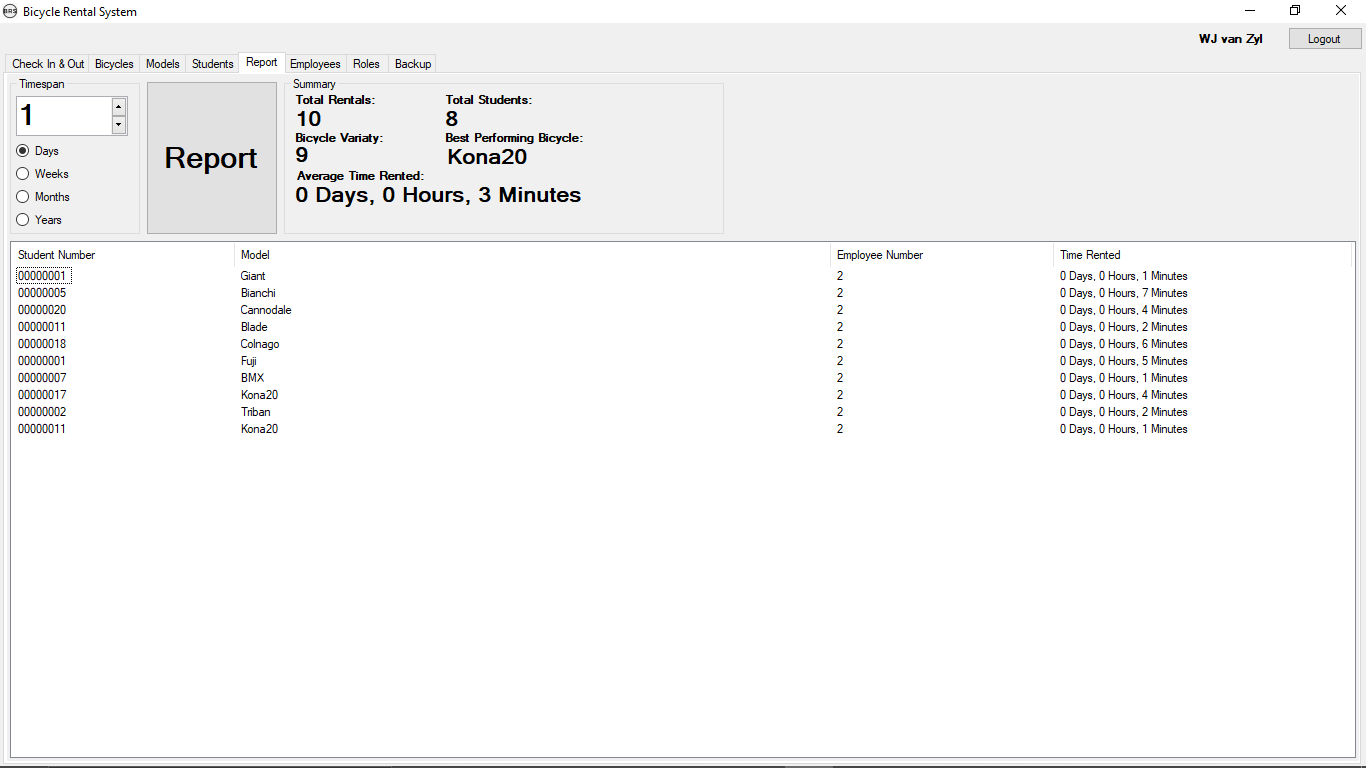 BRS Bicycle Rental System
WJ van Zyl Logout
Check In & Out Bicycles Models Students Report Employees Roles Backup
Timespan
1
Days
Weeks
Months
Years
Report
Summary
Total Rentals: Total Students:
10 8
Bicycle Variaty: Best Performing Bicycle:
9 Kona20
Average Time Rented:
0 Days, 0 Hours, 3 Minutes
Student Number Model Employee Number Time Rented
00000001 Giant 2 0 Days, 0 Hours, 1 Minutes
00000005 Bianchi 2 0 Days, 0 Hours, 7 Minutes
00000020 Cannodale 2 0 Days, 0 Hours, 4 Minutes
00000011 Blade 2 0 Days, 0 Hours, 2 Minutes
00000018 Colnago 2 0 Days, 0 Hours, 6 Minutes
00000001 Fuji 2 0 Days, 0 Hours, 5 Minutes
00000007 BMX 2 0 Days, 0 Hours, 1 Minutes
00000017 Kona20 2 0 Days, 0 Hours, 4 Minutes
00000002 Triban 2 0 Days, 0 Hours, 2 Minutes
00000011 Kona20 2 0 Days, 0 Hours, 1 Minutes